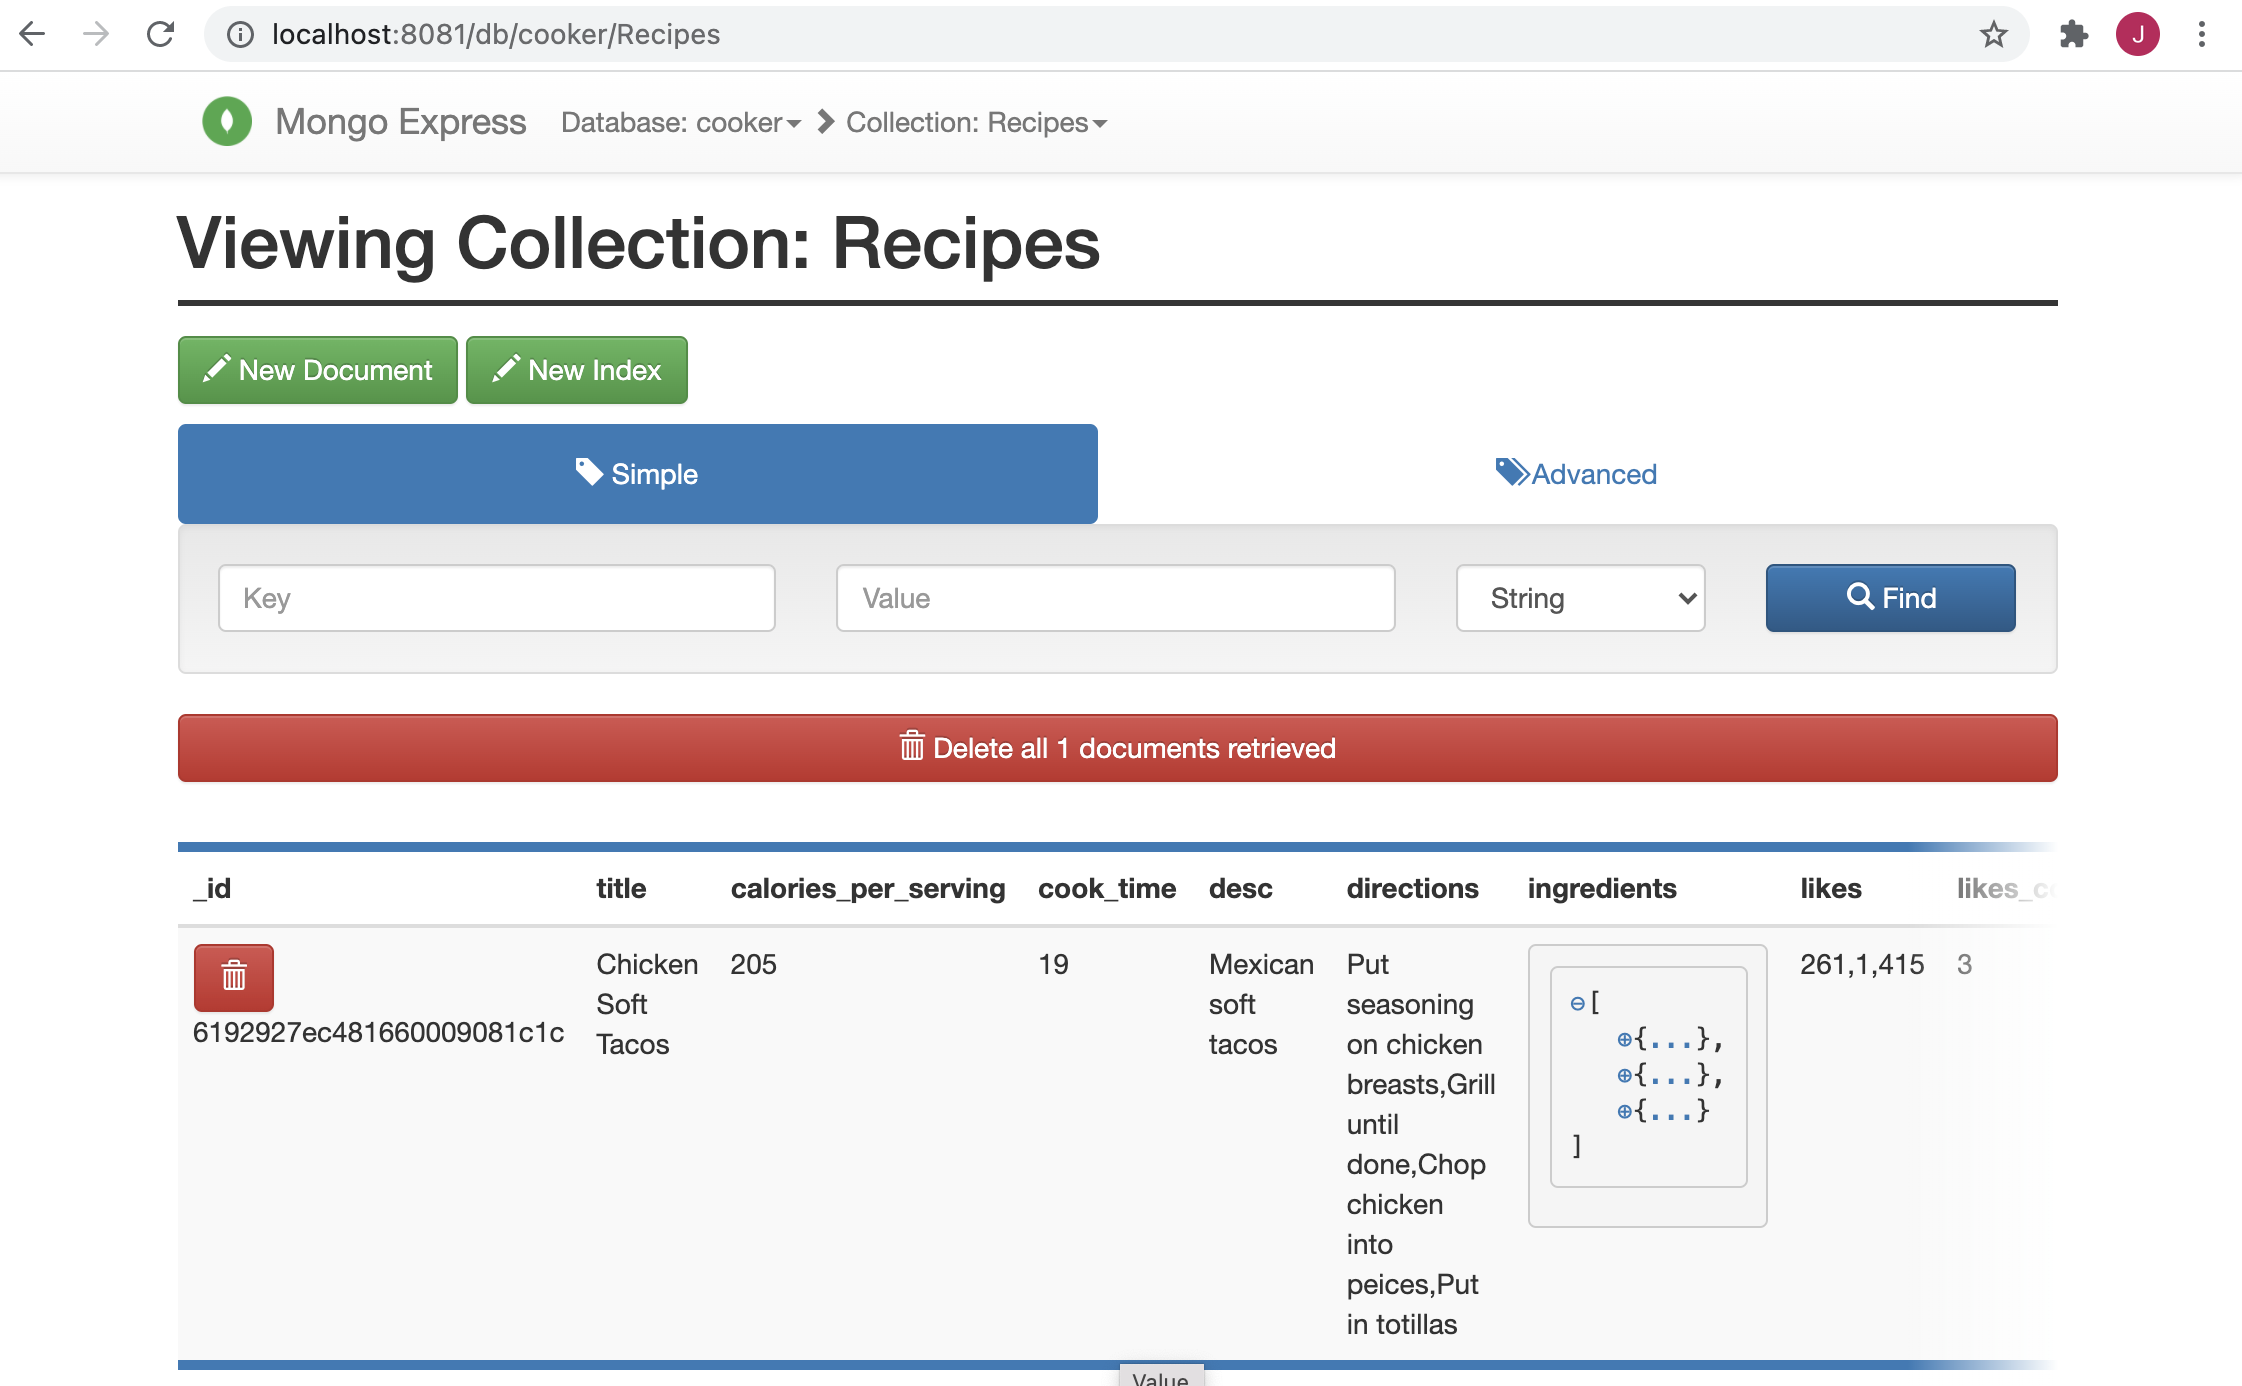 localhost:8081/db/cooker/Recipes
J
Mongo Express Database: cooker Collection: Recipes
Viewing Collection: Recipes
New Document New Index
Simple Advanced
Key Value String Find
Delete all 1 documents retrieved
_id title calories_per_serving cook_time desc directions ingredients likes
6192927ec481660009081c1c
Chicken
Soft
Tacos
205
19
Mexican
soft
tacos
Put
seasoning
on chicken
breasts,Grill
until
done,Chop
chicken
into
peices,Put
in totillas
[
{...},
{...},
{...}
]
261,1,415
3
Value